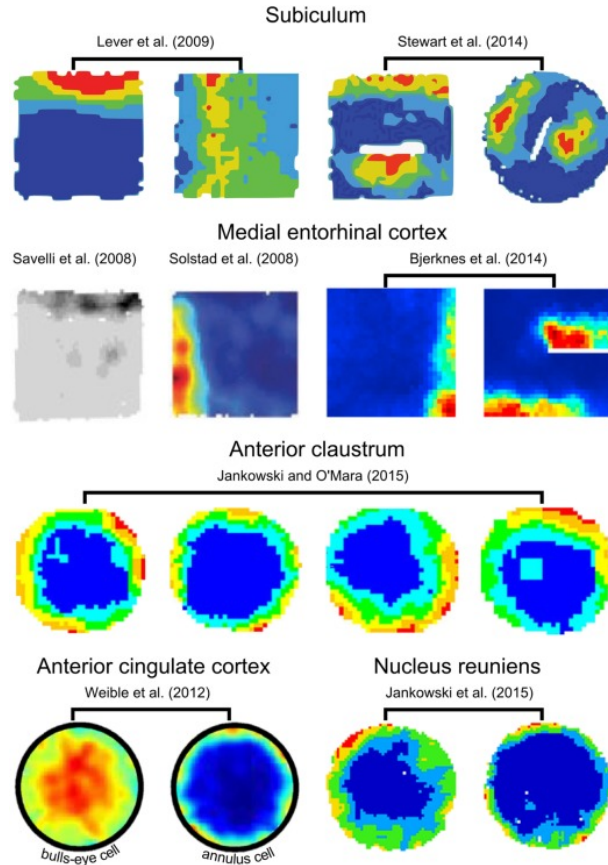 Subiculum
Lever et al. (2009)
Stewart et al. (2014)
Medial entorhinal cortex
Savelli et al. (2008)
Solstad et al. (2008)
Bjerknes et al. (2014)
Anterior claustrum
Jankowski and O'Mara (2015)
Anterior cingulate cortex
Nucleus reuniens
Weible et al. (2012)
Jankowski et al. (2015)
bulls-eye cell
annulus cell